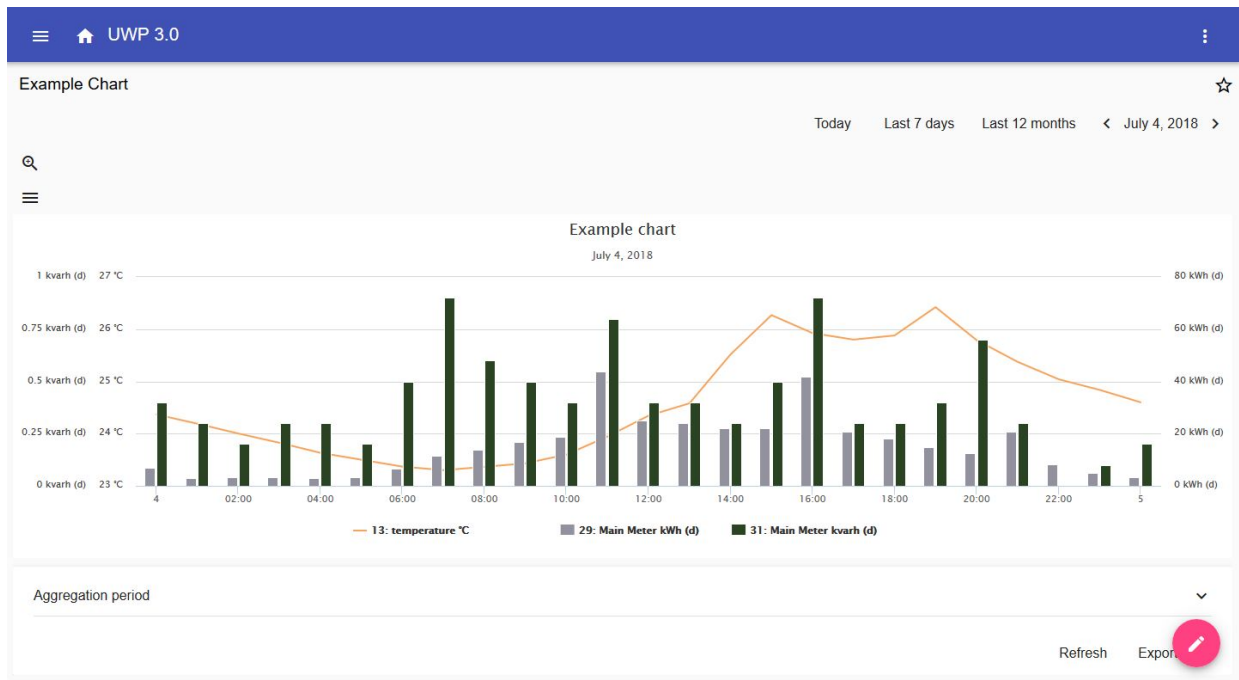 UWP 3.0
Example Chart
Today Last 7 days Last 12 months July 4, 2018
Example chart
July 4, 2018
1 kvarh (d) 27 °C 80 kWh (d)
0.75 kvarh (d) 26 °C 60 kWh (d)
0.5 kvarh (d) 25 °C 40 kWh (d)
0.25 kvarh (d) 24 °C 20 kWh (d)
0 kvarh (d) 23 °C 0 kWh (d)
4 02:00 04:00 06:00 08:00 10:00 12:00 14:00 16:00 18:00 20:00 22:00 5
13: temperature °C 29: Main Meter kWh (d) 31: Main Meter kvarh (d)
Aggregation period
Refresh Export